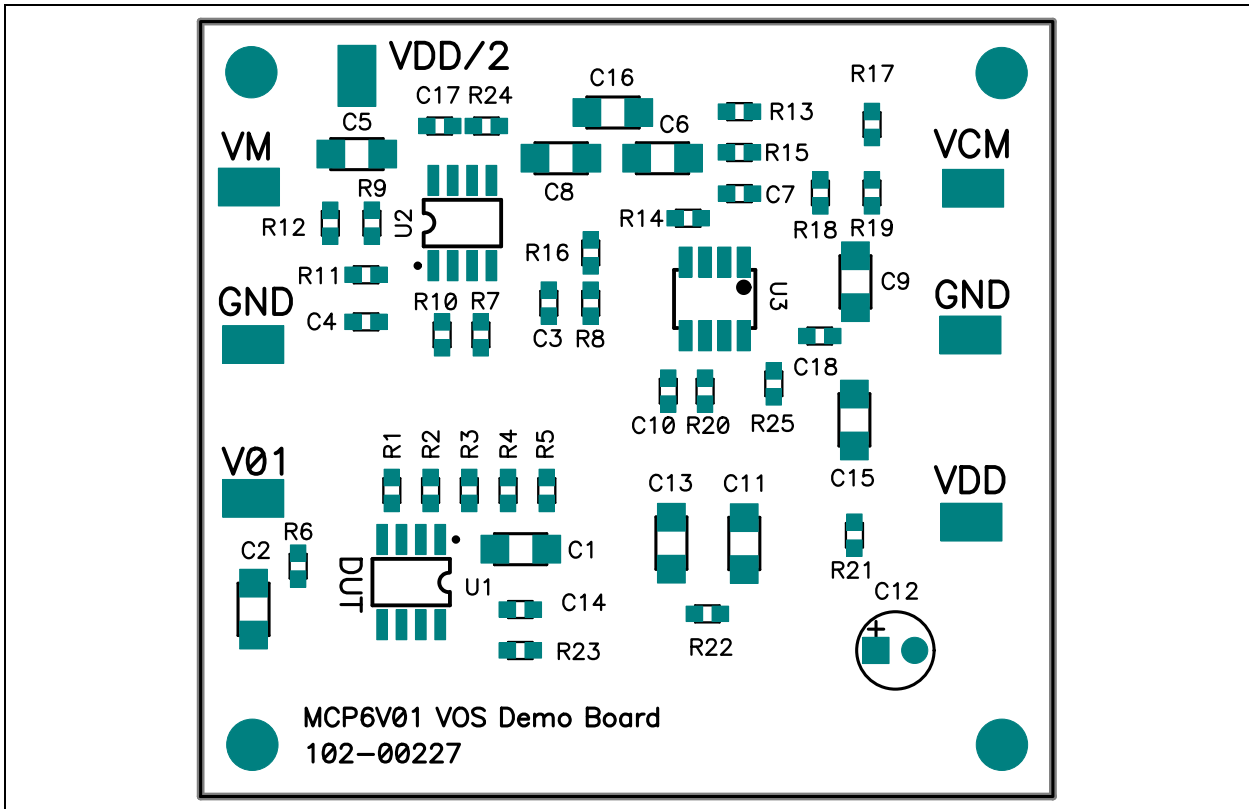 VDD/2
C16
R17
C17 R24
C5
C6
R13
VM
VCM
R15
R9
C8
C7
R12
U2
R14
R18
R19
R16
R11
C9
GND
U3
GND
C4
R10
R7
C3
R8
C18
C10
R20
R25
R1
R2
R3
R4
R5
V01
C13
C11
C15
VDD
R6
C2
C1
R21
DUT
U1
C14
C12
+
R23
R22
MCP6V01 VOS Demo Board
102-00227